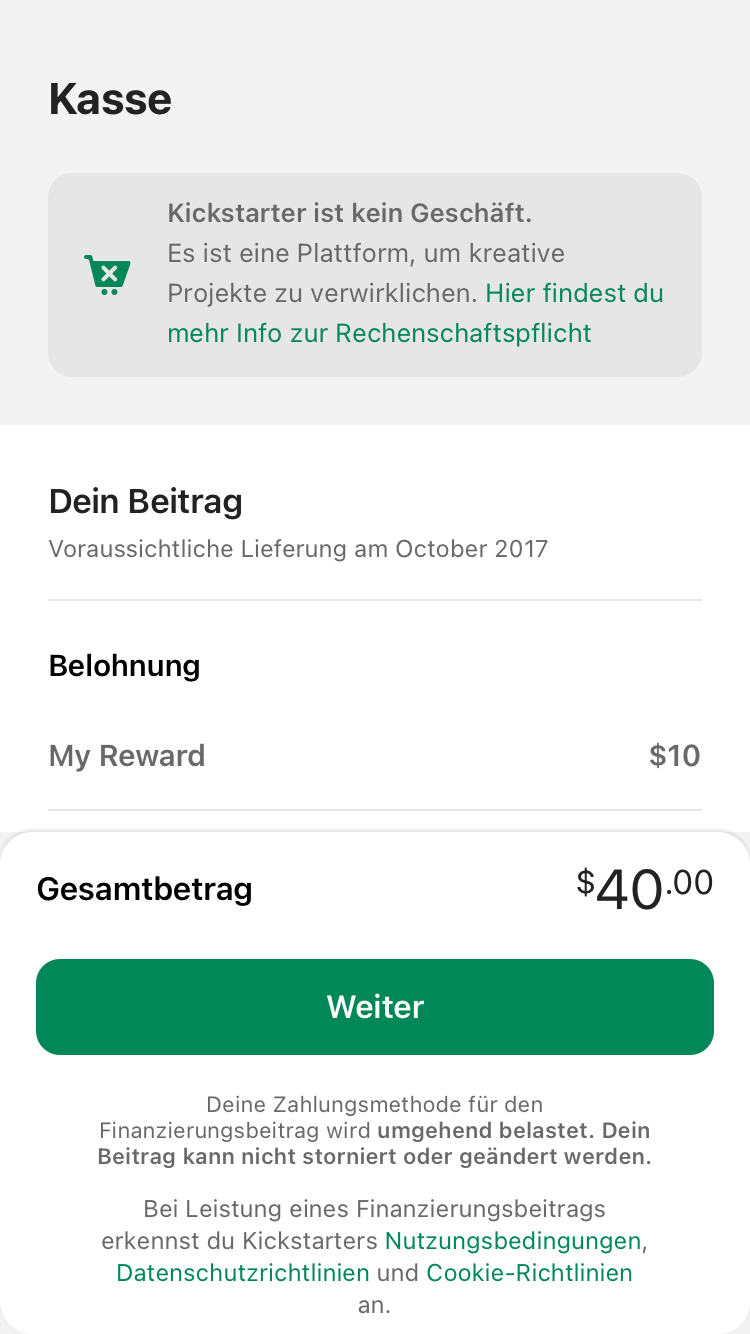 Kasse
Kickstarter ist kein Geschäft.
Es ist eine Plattform, um kreative
Projekte zu verwirklichen. Hier findest du
mehr Info zur Rechenschaftspflicht
Dein Beitrag
Voraussichtliche Lieferung am October 2017
Belohnung
My Reward $10
Gesamtbetrag $40.00
Weiter
Deine Zahlungsmethode für den
Finanzierungsbeitrag wird umgehend belastet. Dein
Beitrag kann nicht storniert oder geändert werden.
Bei Leistung eines Finanzierungsbeitrags
erkennst du Kickstarters Nutzungsbedingungen,
Datenschutzrichtlinien und Cookie-Richtlinien
an.